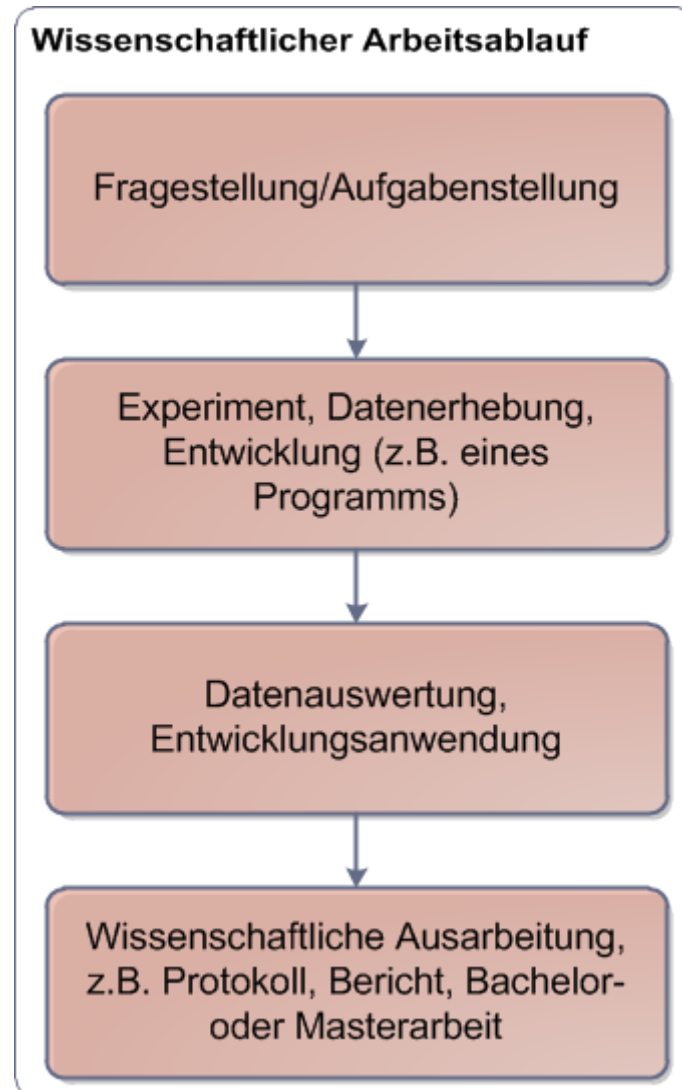 Wissenschaftlicher Arbeitsablauf
Fragestellung/Aufgabenstellung
Experiment, Datenerhebung,
Entwicklung (z.B. eines
Programms)
Datenauswertung,
Entwicklungsanwendung
Wissenschaftliche Ausarbeitung,
z.B. Protokoll, Bericht, Bachelor-
oder Masterarbeit